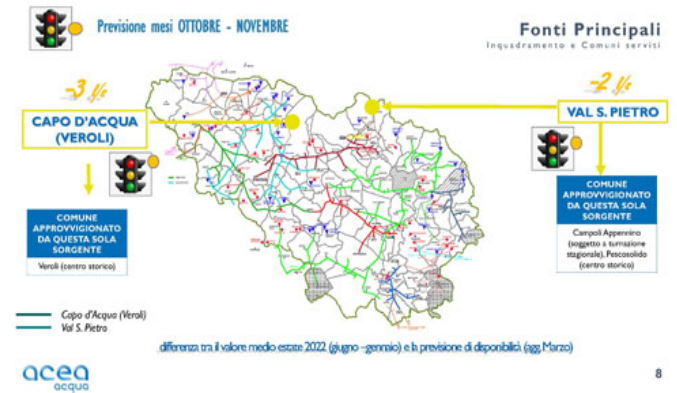 Previsione mesi OTTOBRE - NOVEMBRE
Fonti Principali
Inquadramento e Comuni serviti
-3 l/s
-2 l/s
CAPO D'ACQUA
(VEROLI)
VAL S. PIETRO
COMUNE
APPROVVIGIONATO
DA QUESTA SOLA
SORGENTE
Veroli (centro storico)
COMUNE
APPROVVIGIONATO
DA QUESTA SOLA
SORGENTE
Campoli Appennino
(soggetto a turnazione
stagionale), Pescosolido
(centro storico)
Capo d'Acqua (Veroli)
Val S. Pietro
differenza tra il valore medio estate 2022 (giugno -gennaio) e la previsione di disponibilità (agg. Marzo)
acea
acqua
8